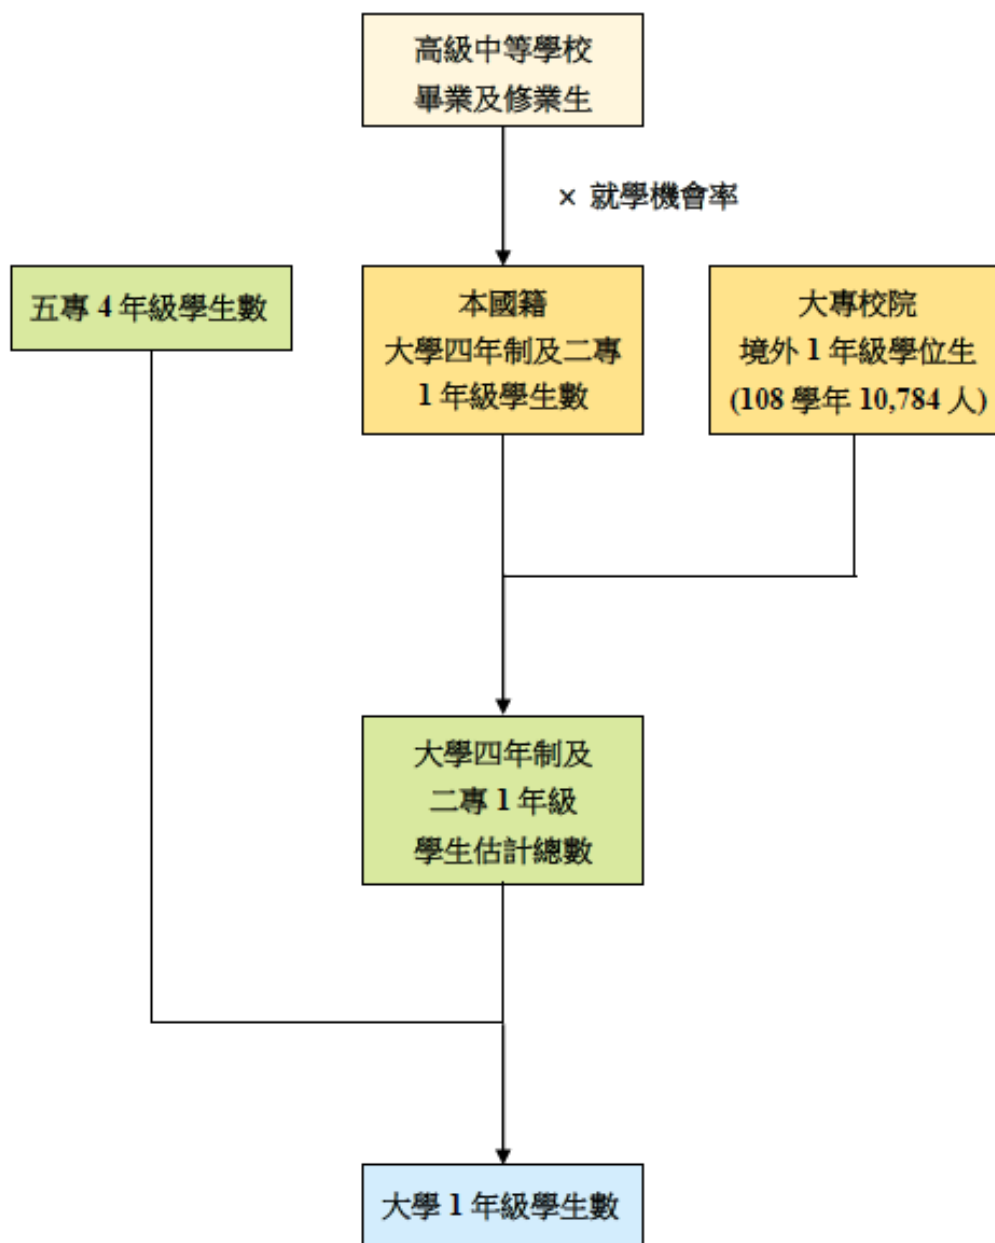 高級中等學校
畢業及修業生
× 就學機會率
五專 4 年級學生數
本國籍
大學四年制及二專
1 年級學生數
大專校院
境外 1 年級學位生
(108 學年 10,784 人)
大學四年制及
二專 1 年級
學生估計總數
大學 1 年級學生數